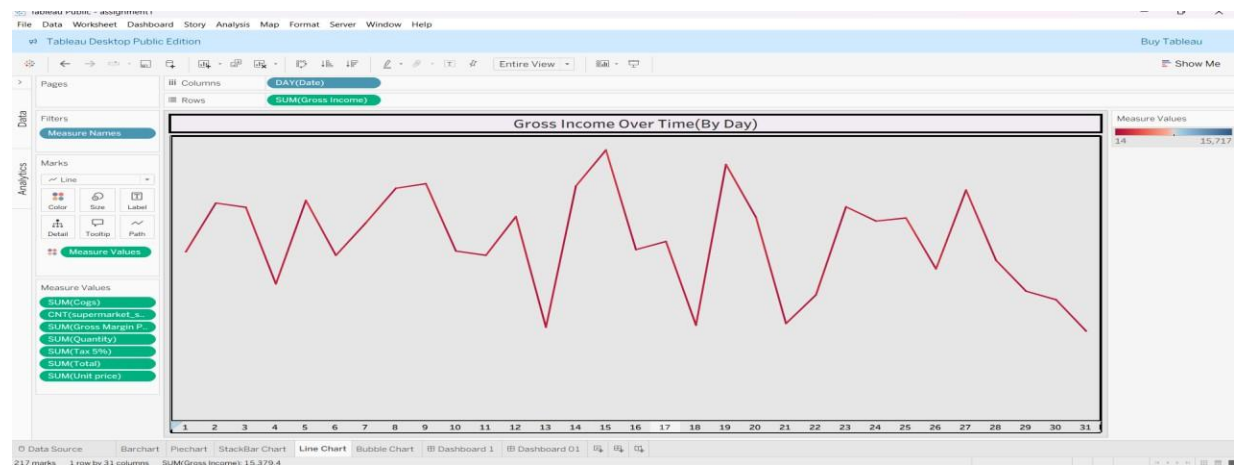 Tableau Public - assignment1
File Data Worksheet Dashboard Story Analysis Map Format Server Window Help
Tableau Desktop Public Edition Buy Tableau
Entire View Show Me
Pages
Columns DAY(Date)
Rows SUM(Gross Income)
Data
Analytics
Filters
Measure Names
Marks
Line
Color Size Label
Detail Tooltip Path
Measure Values
Measure Values
SUM(Cogs)
CNT(supermarket_s..
SUM(Gross Margin P..
SUM(Quantity)
SUM(Tax 5%)
SUM(Total)
SUM(Unit price)
Gross Income Over Time(By Day)
1 2 3 4 5 6 7 8 9 10 11 12 13 14 15 16 17 18 19 20 21 22 23 24 25 26 27 28 29 30 31
Measure Values
14 15,717
Data Source Barchart Piechart StackBar Chart Line Chart Bubble Chart Dashboard 1 Dashboard 01
217 marks 1 row by 31 columns SUM(Gross Income): 15,379.4